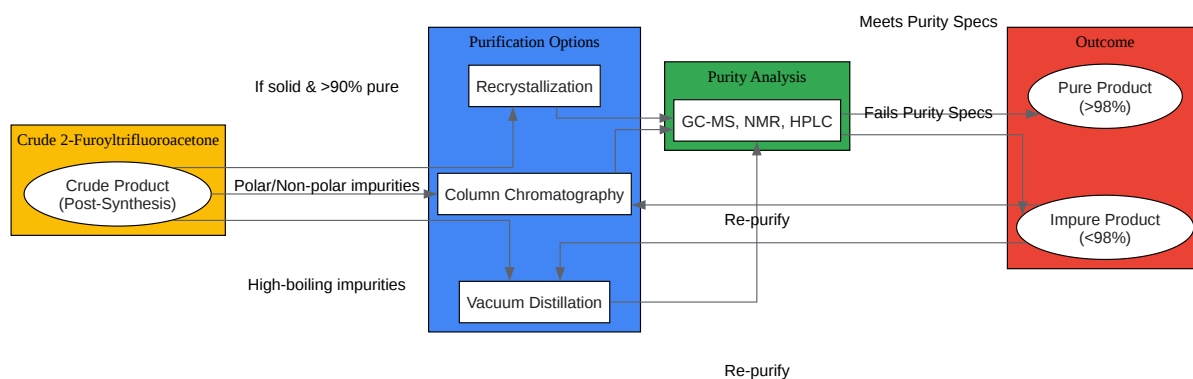 Meets Purity Specs
Purification Options
Outcome
Recrystallization
If solid & >90% pure
Purity Analysis
Pure Product
(>98%)
GC-MS, NMR, HPLC
Fails Purity Specs
Crude 2-Furoyltrifluoroacetone
Crude Product
(Post-Synthesis)
Polar/Non-polar impurities
Column Chromatography
Re-purify
Impure Product
(<98%)
High-boiling impurities
Vacuum Distillation
Re-purify